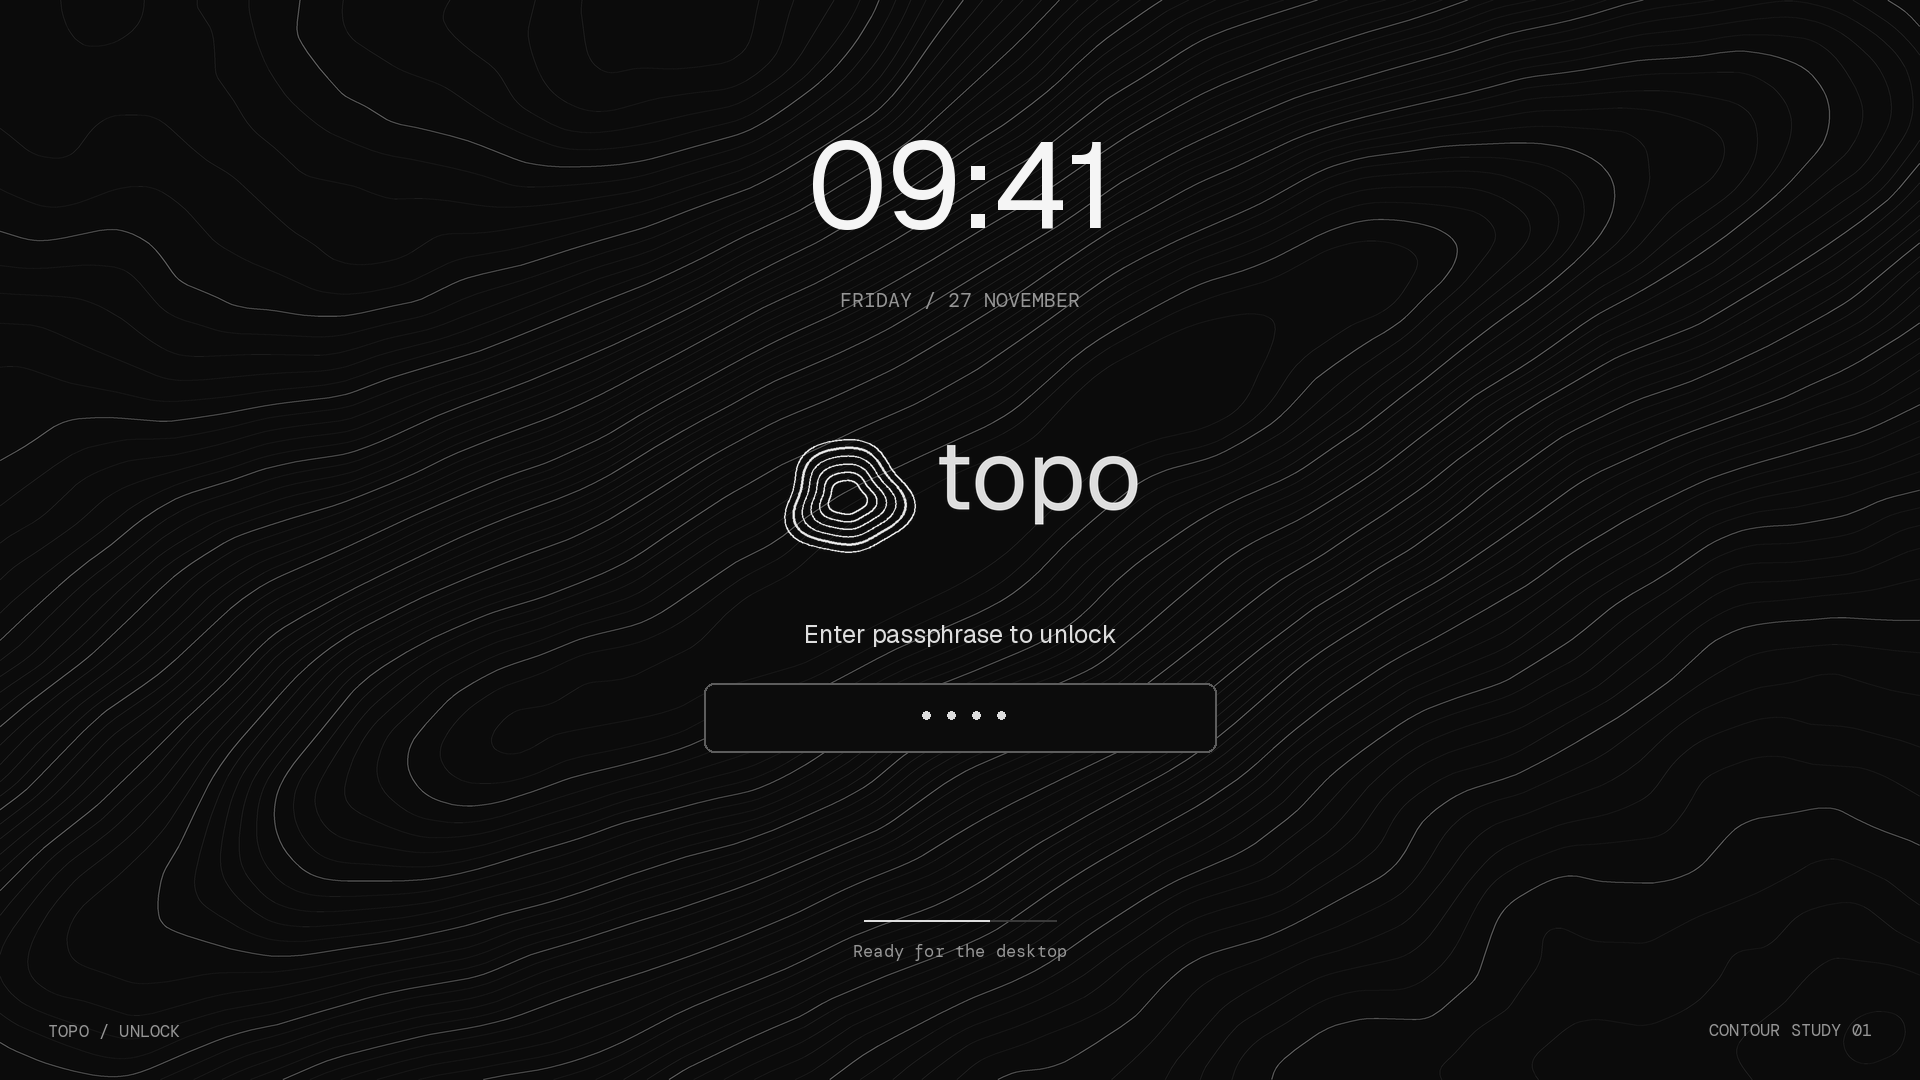 09:41
FRIDAY / 27 NOVEMBER
topo
Enter passphrase to unlock
Ready for the desktop
TOPO / UNLOCK
CONTOUR STUDY 01